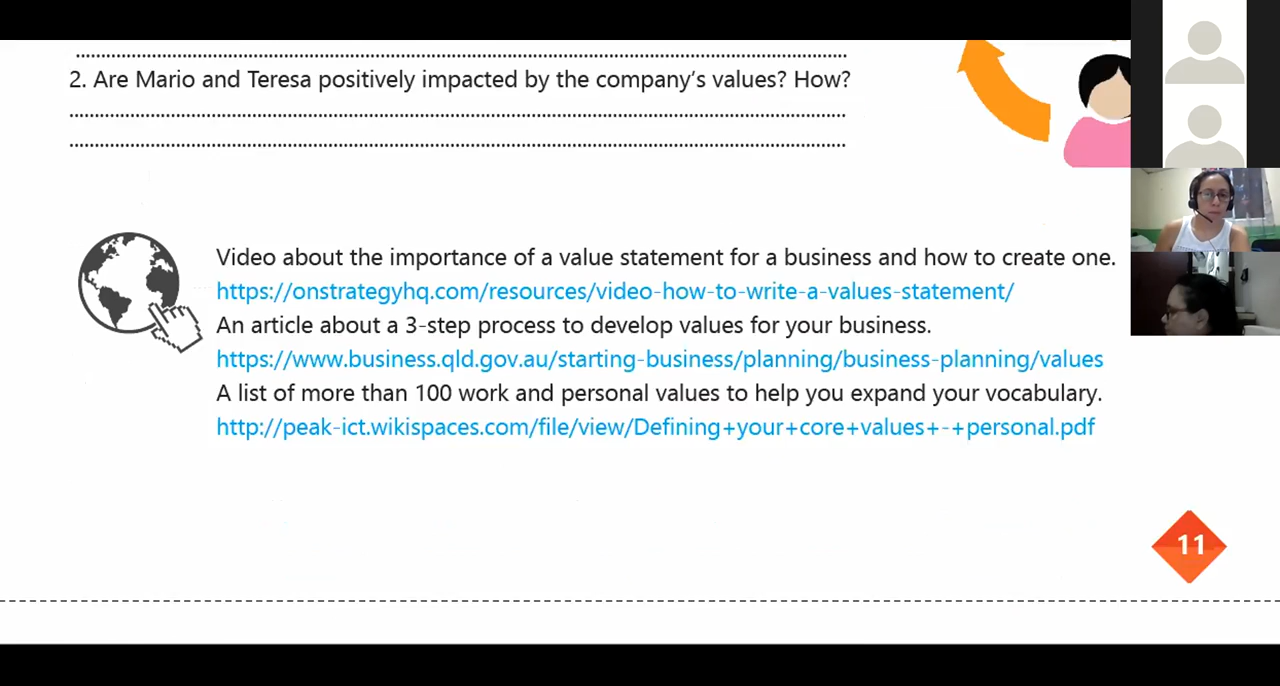 2. Are Mario and Teresa positively impacted by the company's values? How?
Video about the importance of a value statement for a business and how to create one.
https://onstrategyhq.com/resources/video-how-to-write-a-values-statement/
An article about a 3-step process to develop values for your business.
https://www.business.qld.gov.au/starting-business/planning/business-planning/values
A list of more than 100 work and personal values to help you expand your vocabulary.
http://peak-ict.wikispaces.com/file/view/Defining+your+core+values+-+personal.pdf
11